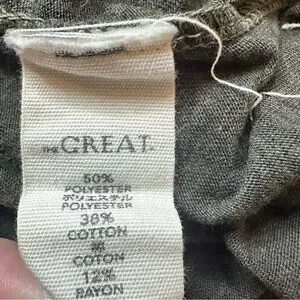 THE GREAT.
50%
POLYESTER
ポリエステル
POLYESTER
38%
COTTON
綿
COTON
12%
RAYON